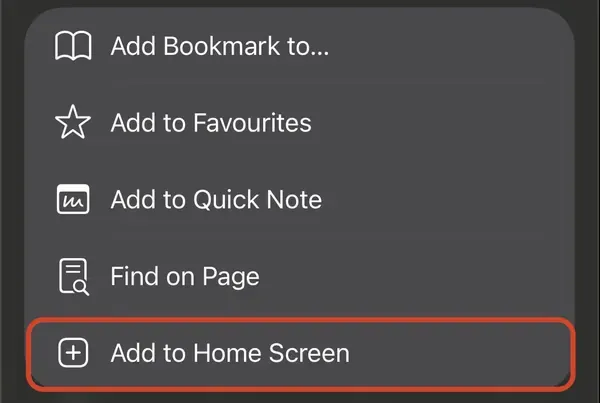 Add Bookmark to...
Add to Favourites
Add to Quick Note
Find on Page
Add to Home Screen